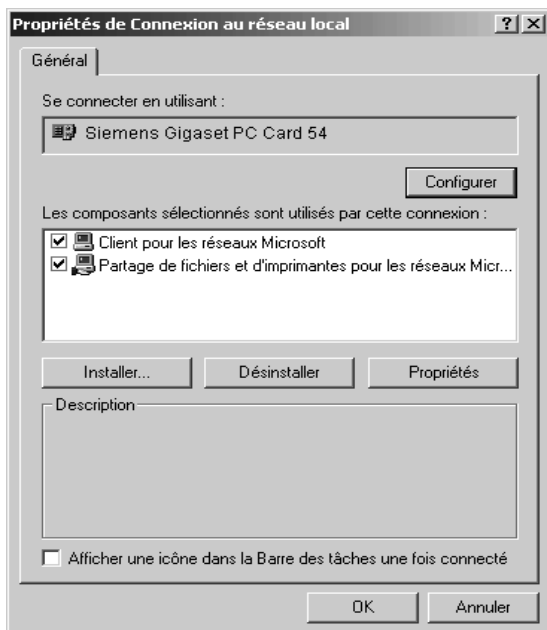 Propriétés de Connexion au réseau local
Général
Se connecter en utilisant :
Siemens Gigaset PC Card 54
Configurer
Les composants sélectionnés sont utilisés par cette connexion :
Client pour les réseaux Microsoft
Partage de fichiers et d'imprimantes pour les réseaux Micr...
Installer... Désinstaller Propriétés
Description
Afficher une icône dans la Barre des tâches une fois connecté
OK Annuler